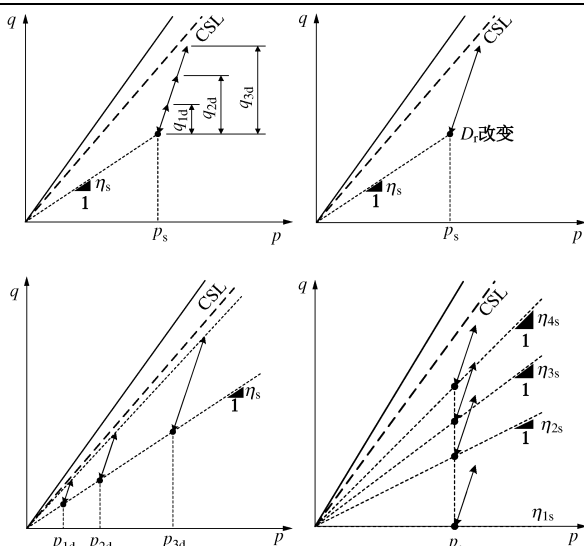 q
CSL
q1d
q2d
q3d
ηs
1
ps
p
q
CSL
Dr改变
ηs
1
ps
p
q
CSL
ηs
1
p1d
p2d
p3d
p
q
CSL
η4s
1
η3s
1
η2s
1
η1s
p
p